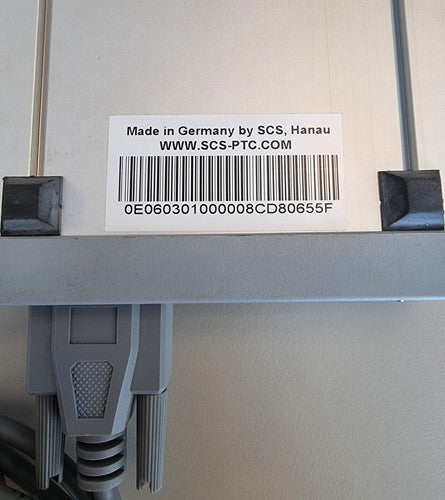 Made in Germany by SCS, Hanau
WWW.SCS-PTC.COM
0E060301000008CD80655F